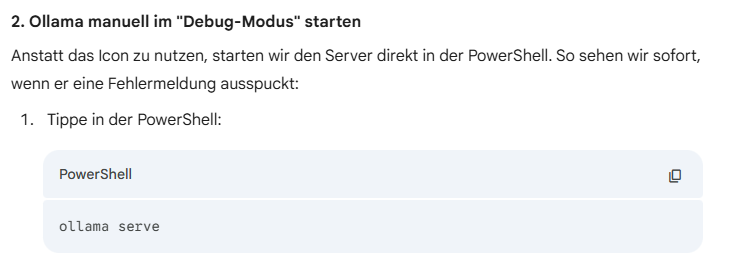 2. Ollama manuell im "Debug-Modus" starten
Anstatt das Icon zu nutzen, starten wir den Server direkt in der PowerShell. So sehen wir sofort,
wenn er eine Fehlermeldung ausspuckt:
1. Tippe in der PowerShell:
PowerShell
ollama serve